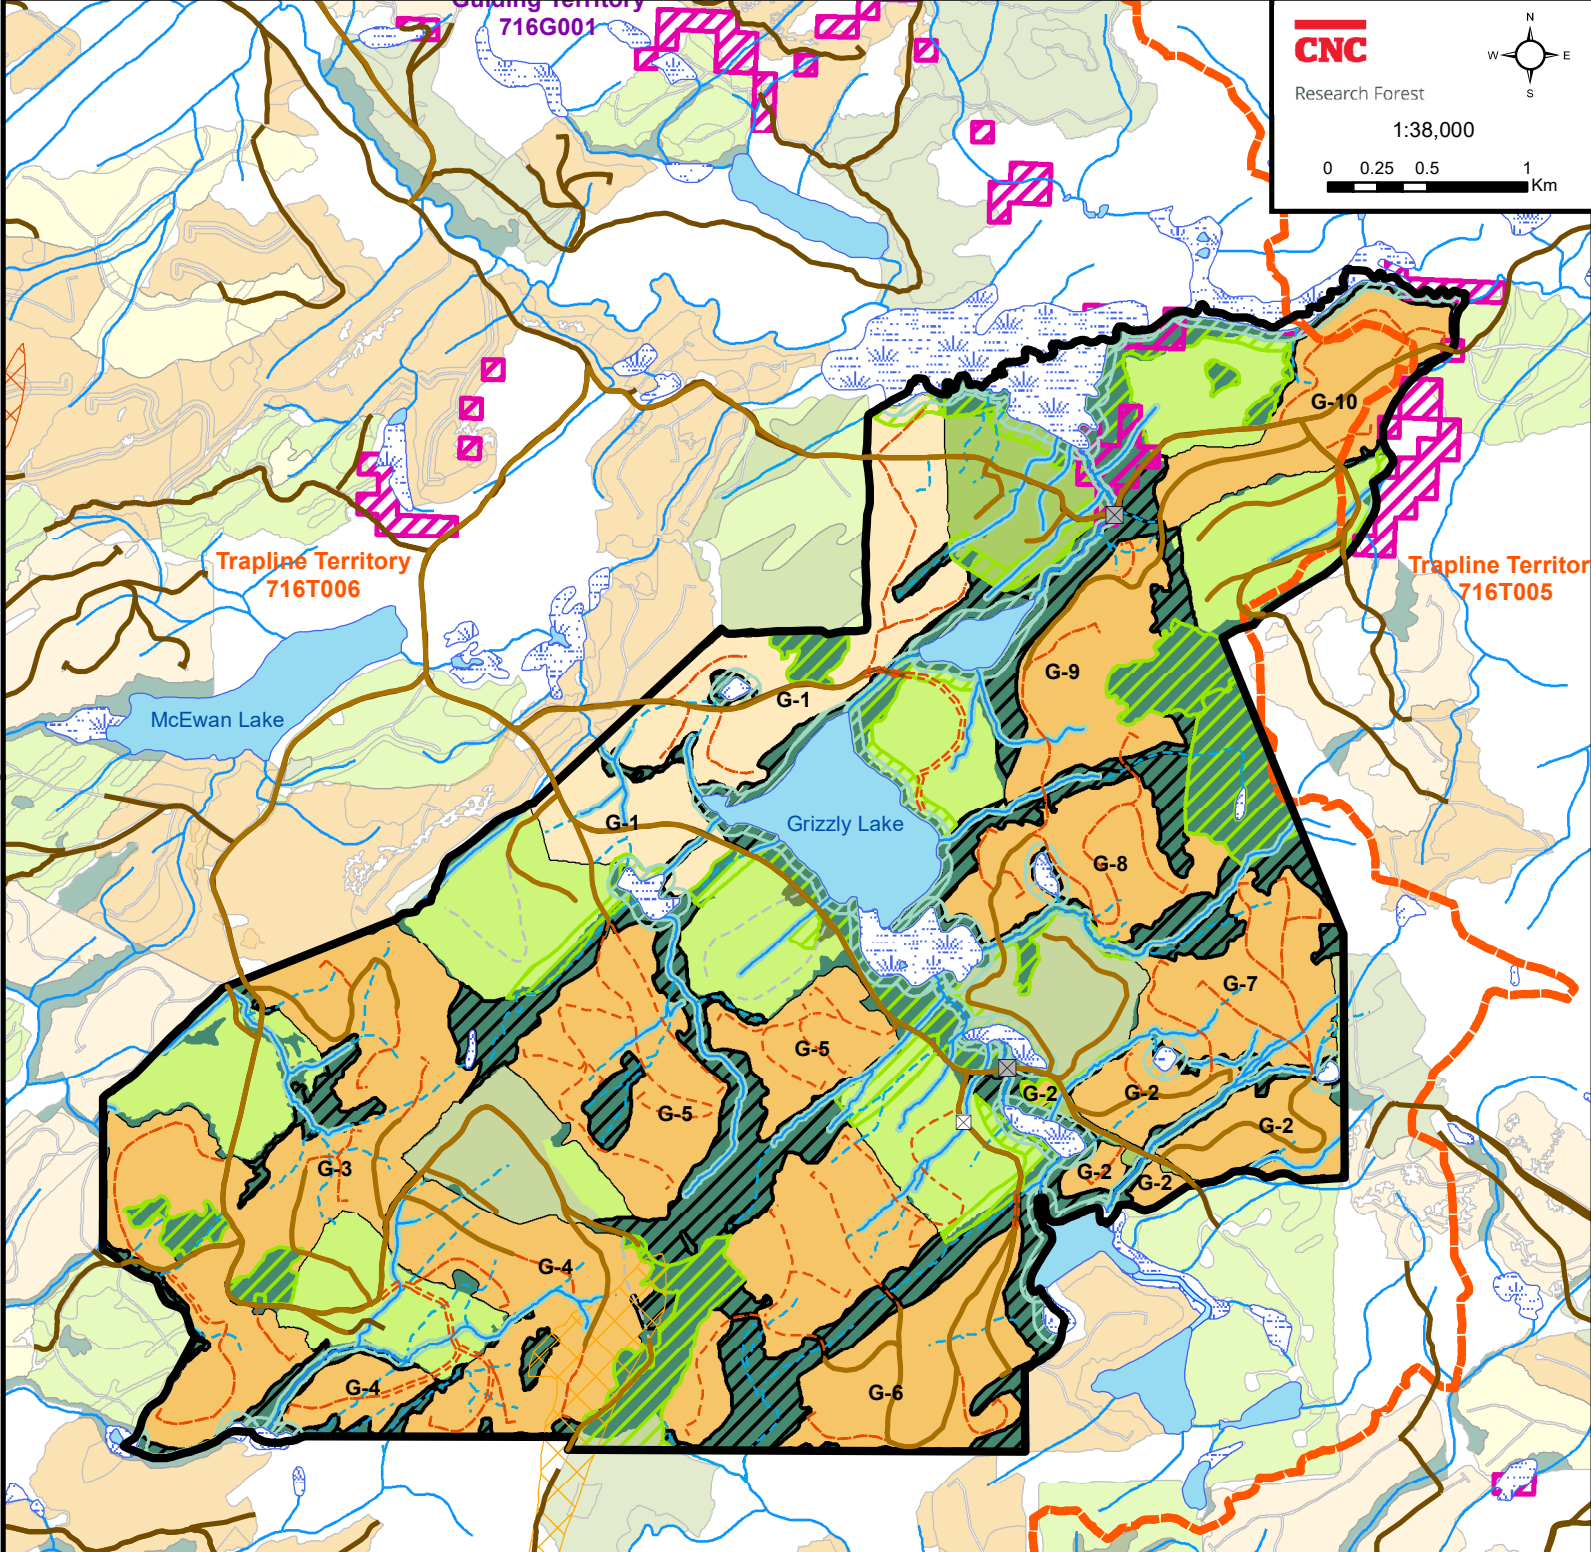 Guiding Territory
716G001
CNC
Research Forest
N
W
E
S
1:38,000
0 0.25 0.5 1
Km
G-10
Trapline Territory
716T006
Trapline Territor
716T005
G-9
G-1
McEwan Lake
G-1
Grizzly Lake
G-8
G-7
G-5
G-2
G-2
G-5
G-2
G-3
G-2
G-2
G-4
G-4
G-6